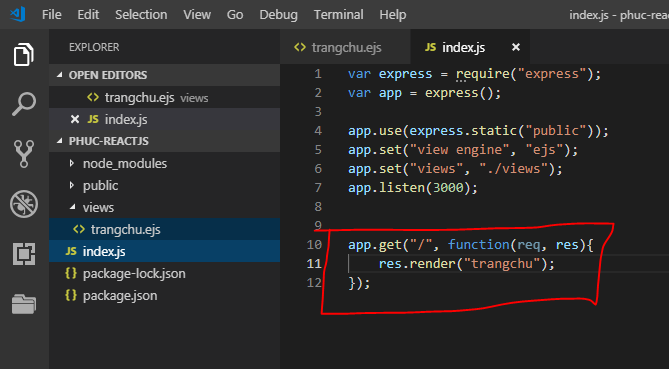 File Edit Selection View Go Debug Terminal Help index.js - phuc-reac
EXPLORER
OPEN EDITORS
trangchu.ejs views
JS index.js
PHUC-REACTJS
node_modules
public
views
trangchu.ejs
JS index.js
package-lock.json
package.json
trangchu.ejs JS index.js
1 var express = require("express");
2 var app = express();
3
4 app.use(express.static("public"));
5 app.set("view engine", "ejs");
6 app.set("views", "./views");
7 app.listen(3000);
8
9
10 app.get("/", function(req, res){
11 res.render("trangchu");
12 });